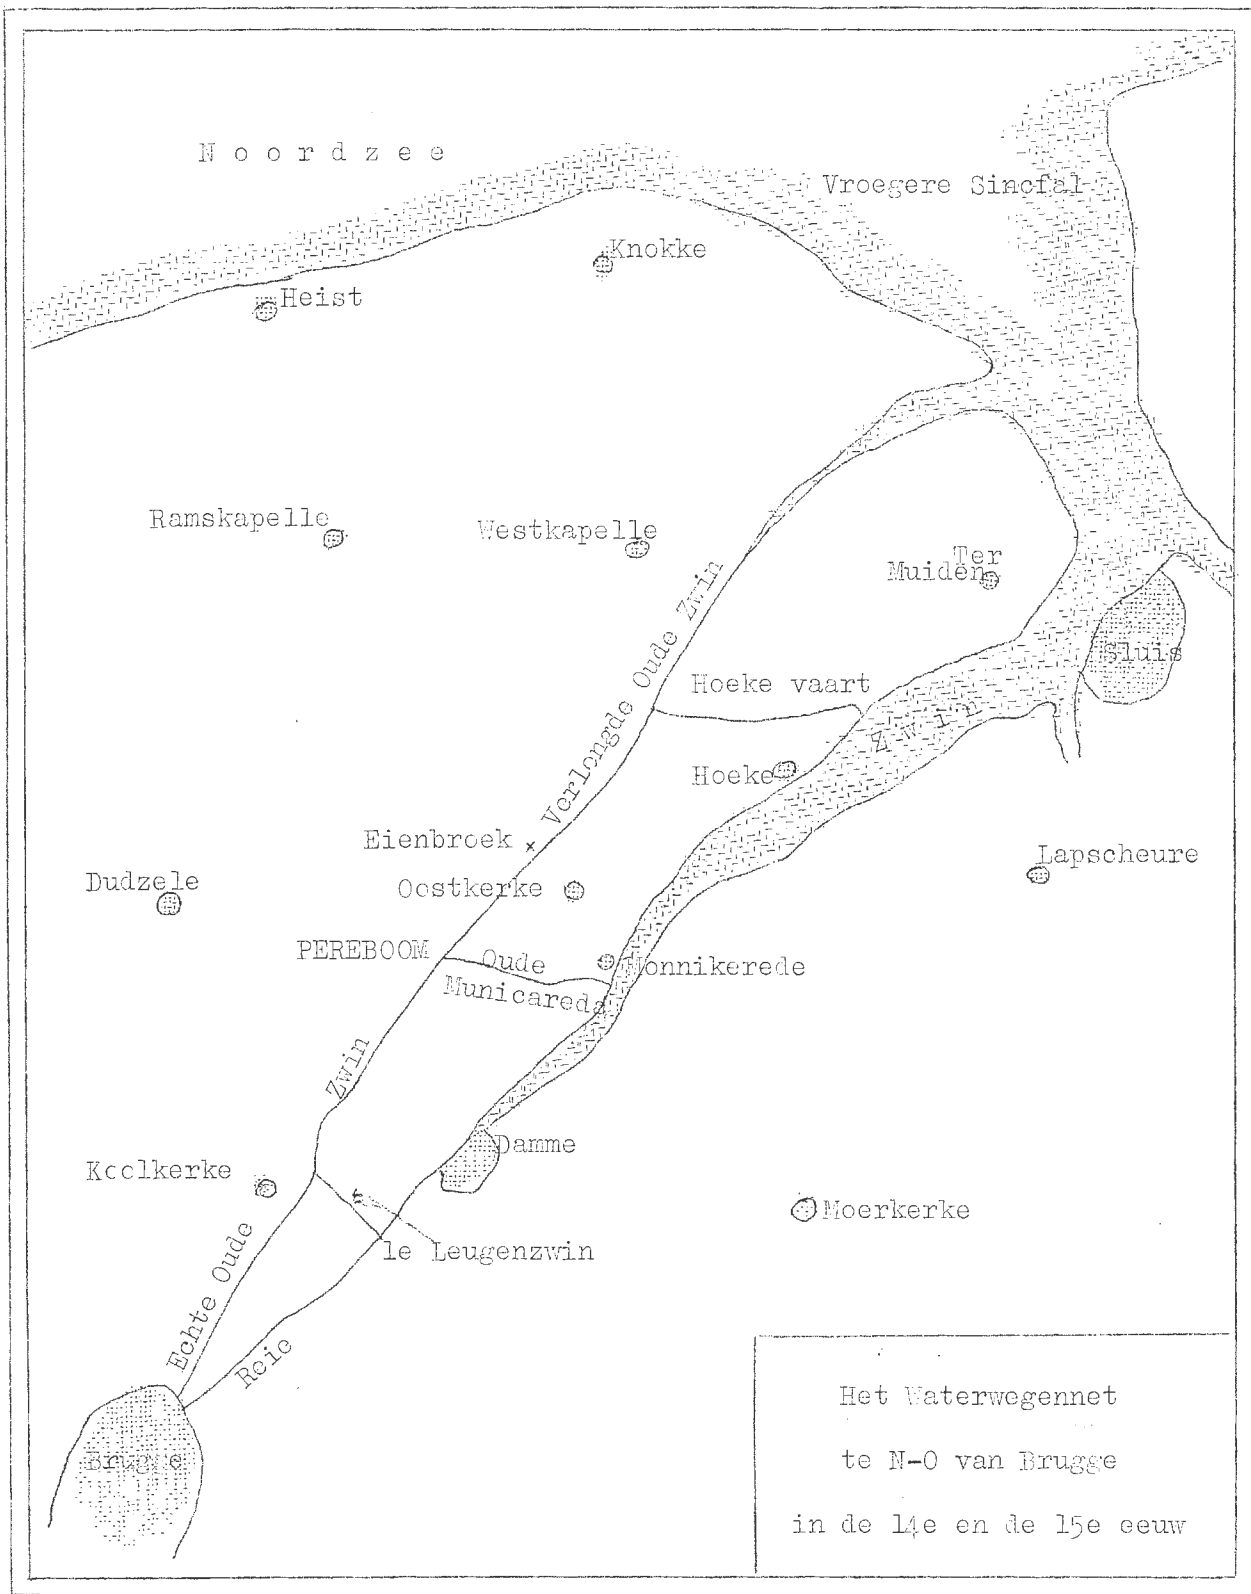 Noordzee
Vroegere Sincfal
Knokke
Heist
Ramskapelle
Westkapelle
Ter
Muiden
Sluis
Verlengde Oude Zwin
Hoeke vaart
Zwin
Hoeke
Eienbroek
Lapscheure
Dudzele
Oostkerke
PEREBOOM
Oude
Municareda
Monnikerede
Zwin
Damme
Koolkerke
Moerkerke
1e Leugenzwin
Echte Oude
Reie
Brugge
Het Waterwegennet
te N-O van Brugge
in de 14e en de 15e eeuw